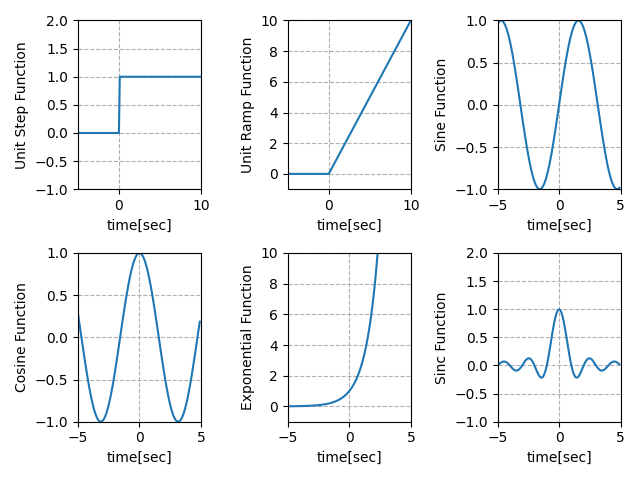 Unit Step Function
2.0
1.5
1.0
0.5
0.0
−0.5
−1.0
0 10
time[sec]
Unit Ramp Function
10
8
6
4
2
0
0 10
time[sec]
Sine Function
1.0
0.5
0.0
−0.5
−1.0
−5 0 5
time[sec]
Cosine Function
1.0
0.5
0.0
−0.5
−1.0
−5 0 5
time[sec]
Exponential Function
10
8
6
4
2
0
−5 0 5
time[sec]
Sinc Function
2.0
1.5
1.0
0.5
0.0
−0.5
−1.0
−5 0 5
time[sec]